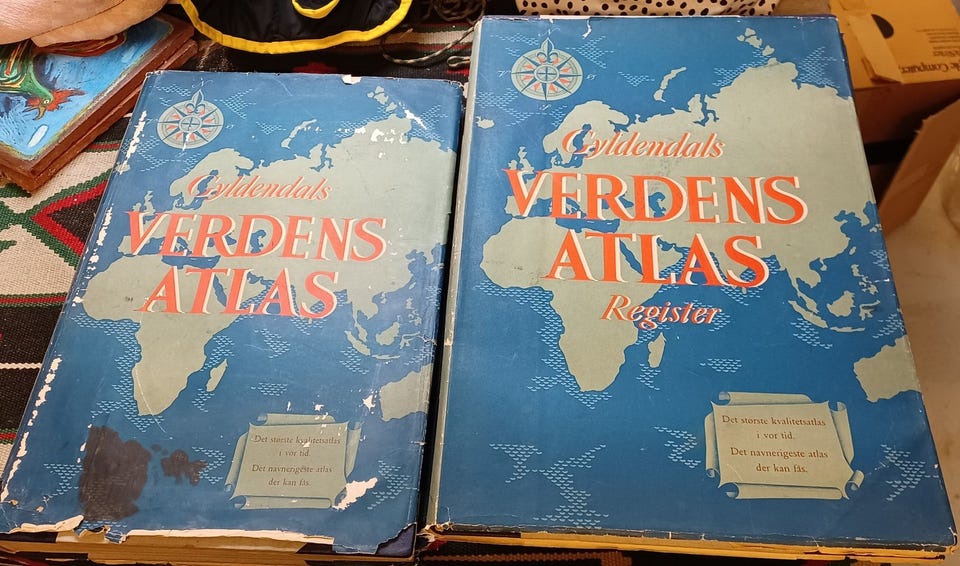 Gyldendals
VERDENS
ATLAS
Det største kvalitetsatlas
i vor tid.
Det navnerigeste atlas
der kan fås.
Gyldendals
VERDENS
ATLAS
Register
Det største kvalitetsatlas
i vor tid.
Det navnerigeste atlas
der kan fås.
Computer